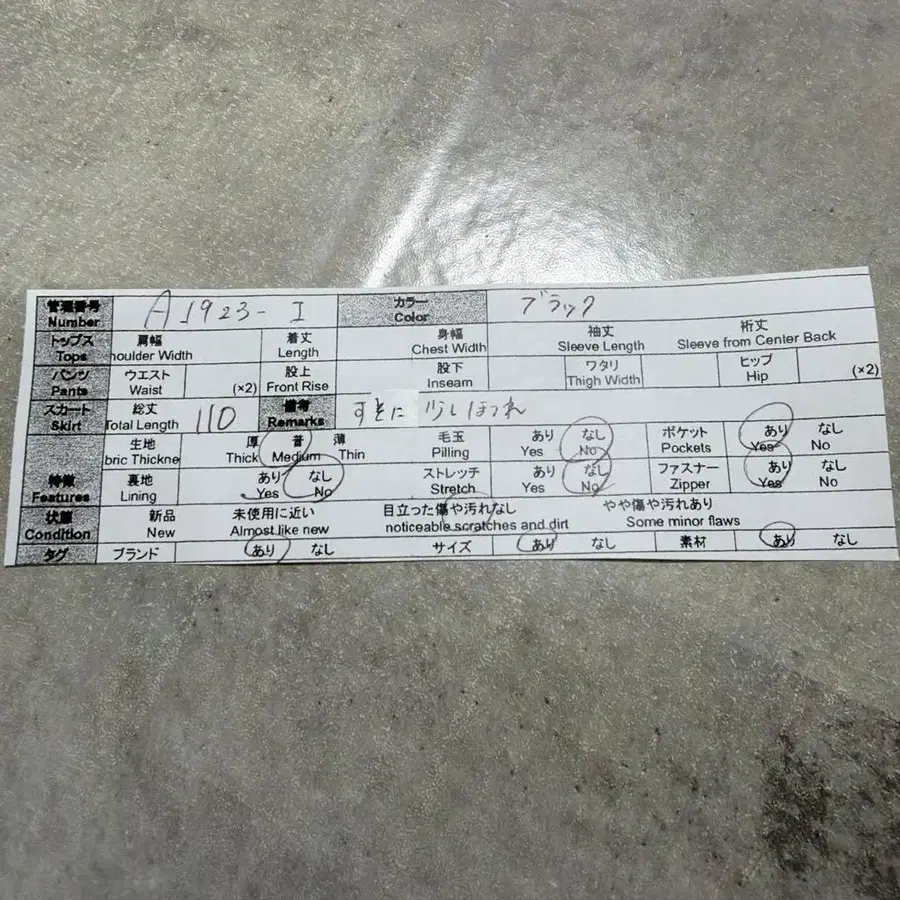 管理番号 Number A1923-I カラー Color ブラック
トップス Tops 肩幅 houlder Width 着丈 Length 身幅 Chest Width 袖丈 Sleeve Length 裄丈 Sleeve from Center Back
パンツ Pants ウエスト Waist (×2) 股上 Front Rise 股下 Inseam ワタリ Thigh Width ヒップ Hip (×2)
スカート Skirt 総丈 Total Length 110 備考 Remarks すそに 少しほつれ
特徴 Features 生地 bric Thickne 厚 Thick 普 Medium 薄 Thin 毛玉 Pilling あり Yes なし No ポケット Pockets あり Yes なし No
裏地 Lining あり Yes なし No ストレッチ Stretch あり Yes なし No ファスナー Zipper あり Yes なし No
状態 Condition 新品 New 未使用に近い Almost like new 目立った傷や汚れなし noticeable scratches and dirt やや傷や汚れあり Some minor flaws
タグ ブランド あり なし サイズ あり なし 素材 あり なし